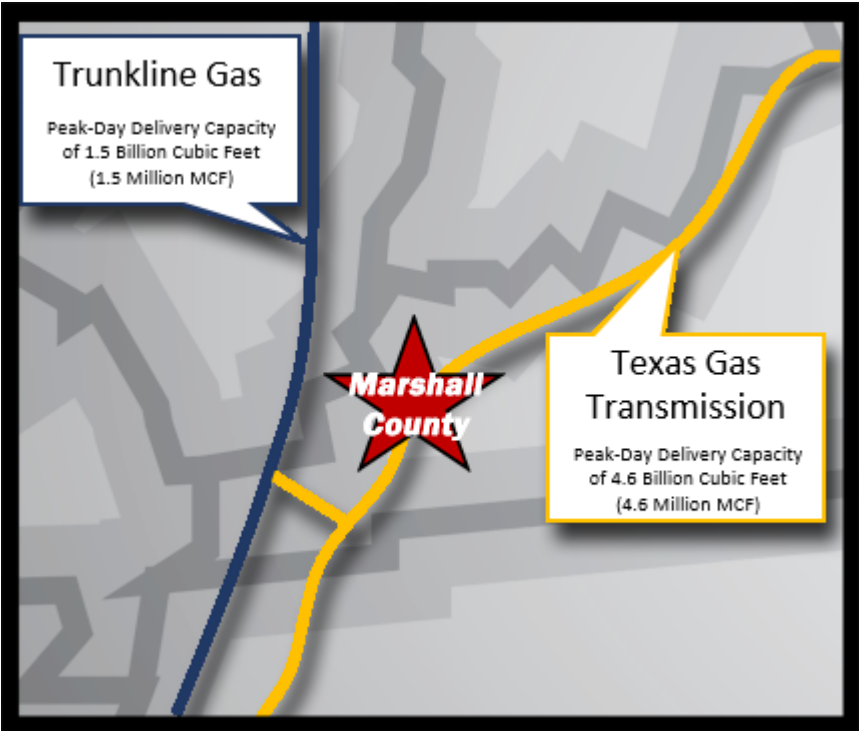 Trunkline Gas
Peak-Day Delivery Capacity
of 1.5 Billion Cubic Feet
(1.5 Million MCF)
Marshall
County
Texas Gas
Transmission
Peak-Day Delivery Capacity
of 4.6 Billion Cubic Feet
(4.6 Million MCF)